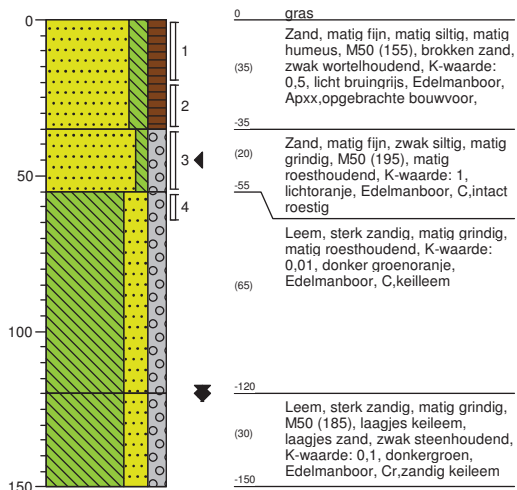 0
50
100
150
1
2
3
4
0 gras
(35)
Zand, matig fijn, matig siltig, matig
humeus, M50 (155), brokken zand,
zwak wortelhoudend, K-waarde:
0,5, licht bruingrijs, Edelmanboor,
Apxx,opgebrachte bouwvoor,
-35
(20)
Zand, matig fijn, zwak siltig, matig
grindig, M50 (195), matig
roesthoudend, K-waarde: 1,
lichtoranje, Edelmanboor, C,intact
roestig
-55
(65)
Leem, sterk zandig, matig grindig,
matig roesthoudend, K-waarde:
0,01, donker groenoranje,
Edelmanboor, C,keilleem
-120
(30)
Leem, sterk zandig, matig grindig,
M50 (185), laagjes keileem,
laagjes zand, zwak steenhoudend,
K-waarde: 0,1, donkergroen,
Edelmanboor, Cr,zandig keileem
-150